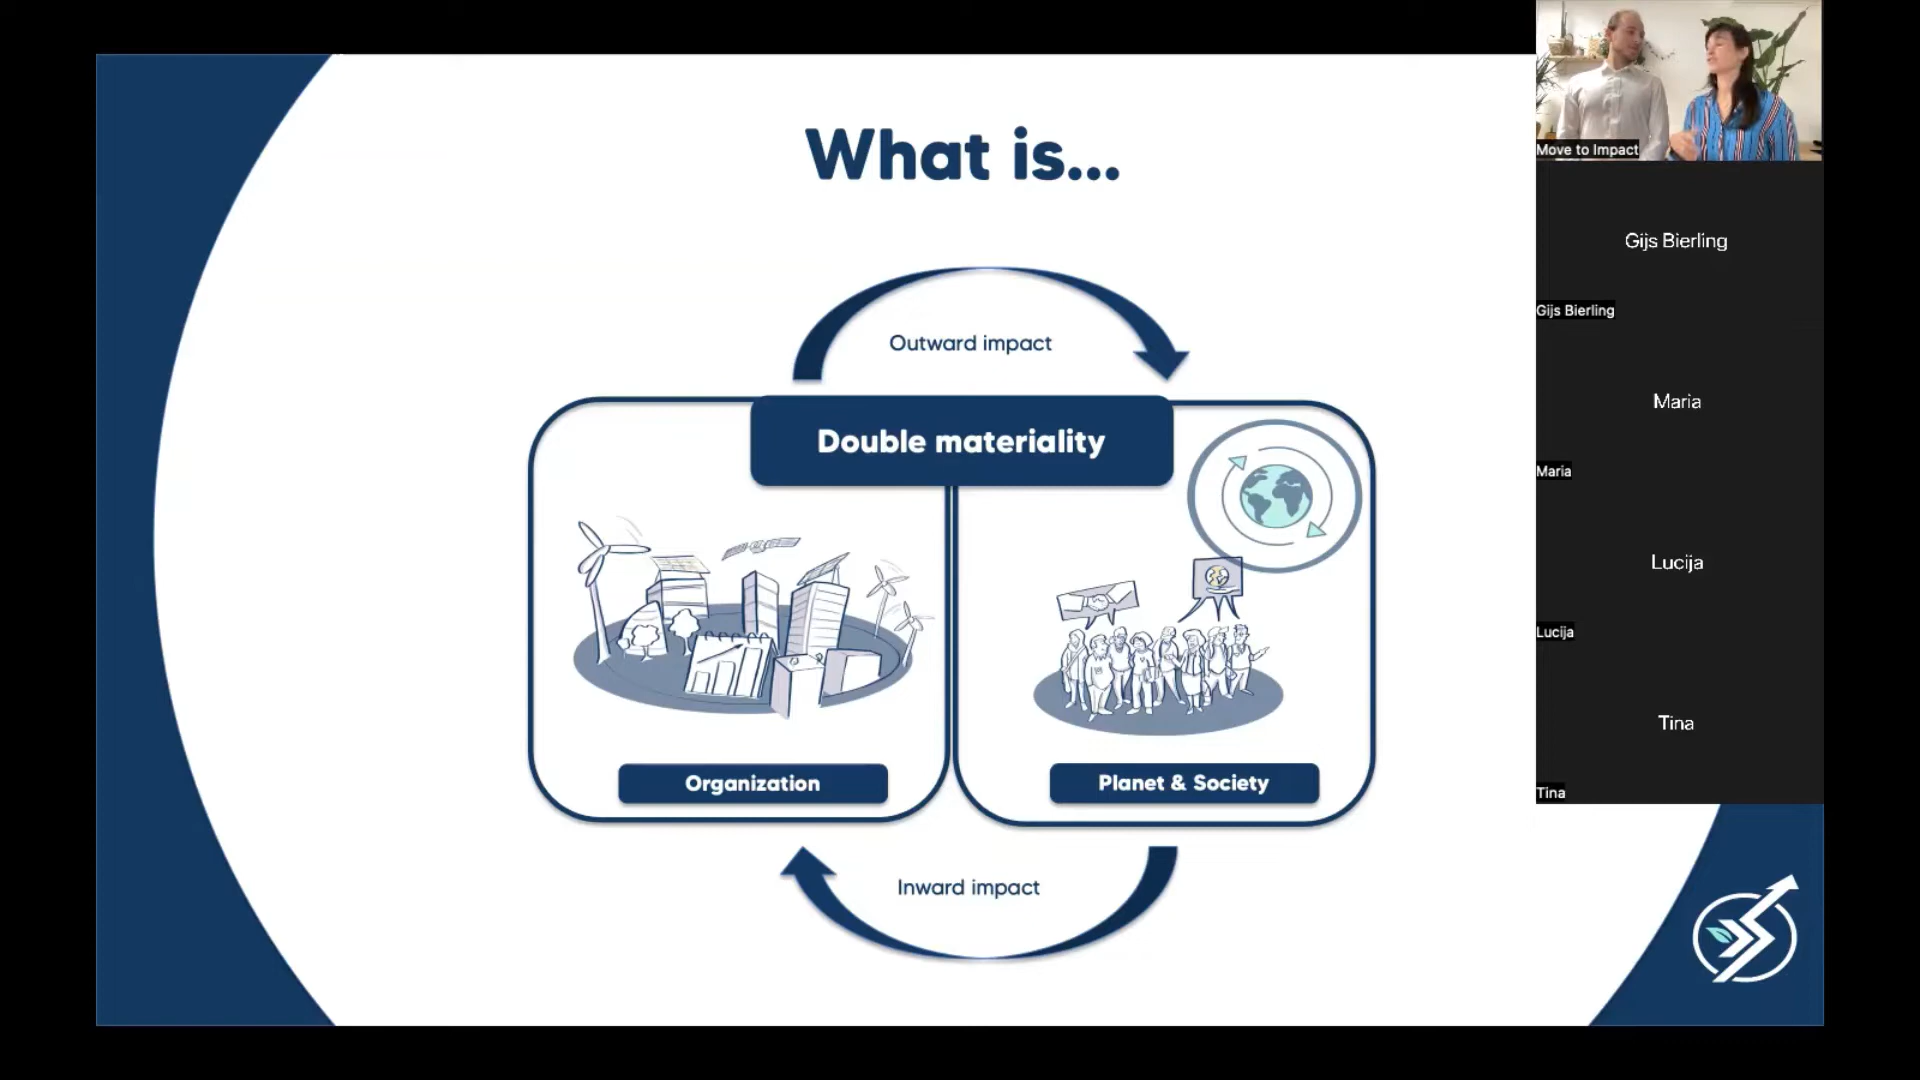 What is...
Outward impact
Double materiality
Organization
Planet & Society
Inward impact
Move to Impact
Gijs Bierling
Gijs Bierling
Maria
Maria
Lucija
Lucija
Tina
Tina